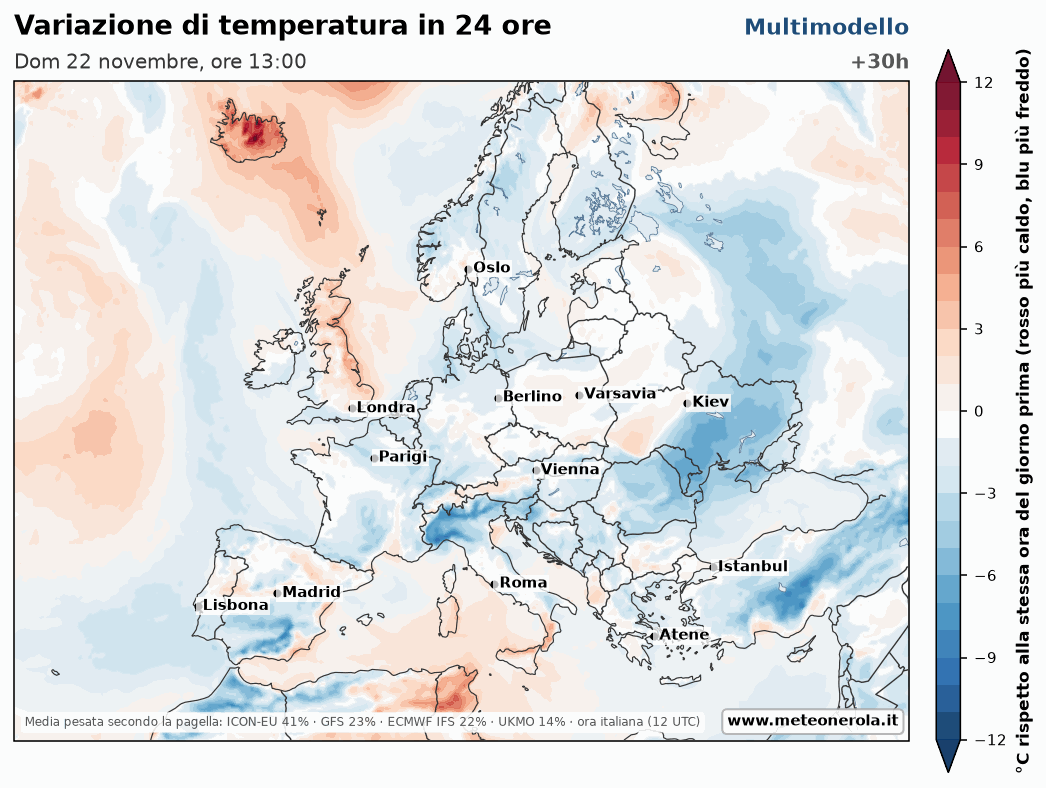 Variazione di temperatura in 24 ore
Multimodello
Dom 22 novembre, ore 13:00
+30h
Oslo
Londra
Berlino
Varsavia
Kiev
Parigi
Vienna
Istanbul
Roma
Madrid
Lisbona
Atene
Media pesata secondo la pagella: ICON-EU 41% · GFS 23% · ECMWF IFS 22% · UKMO 14% · ora italiana (12 UTC)
www.meteonerola.it
12
9
6
3
0
−3
−6
−9
−12
°C rispetto alla stessa ora del giorno prima (rosso più caldo, blu più freddo)